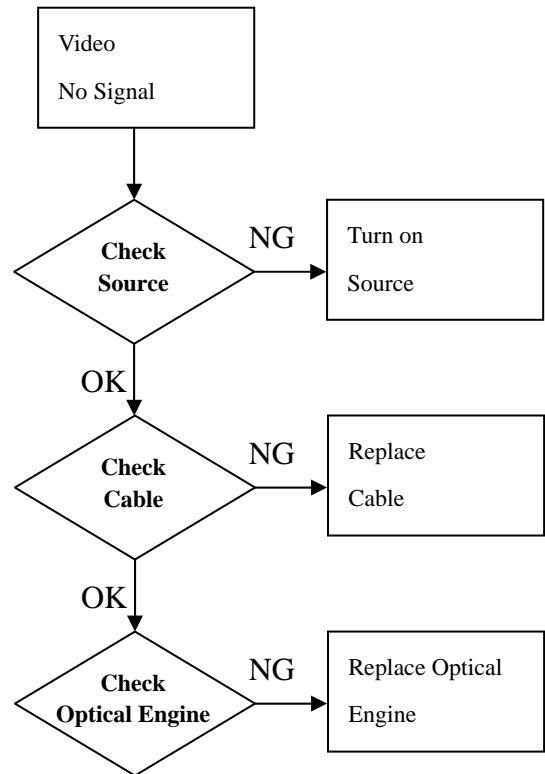 Video
No Signal
Check
Source
NG
Turn on
Source
OK
Check
Cable
NG
Replace
Cable
OK
Check
Optical Engine
NG
Replace Optical
Engine